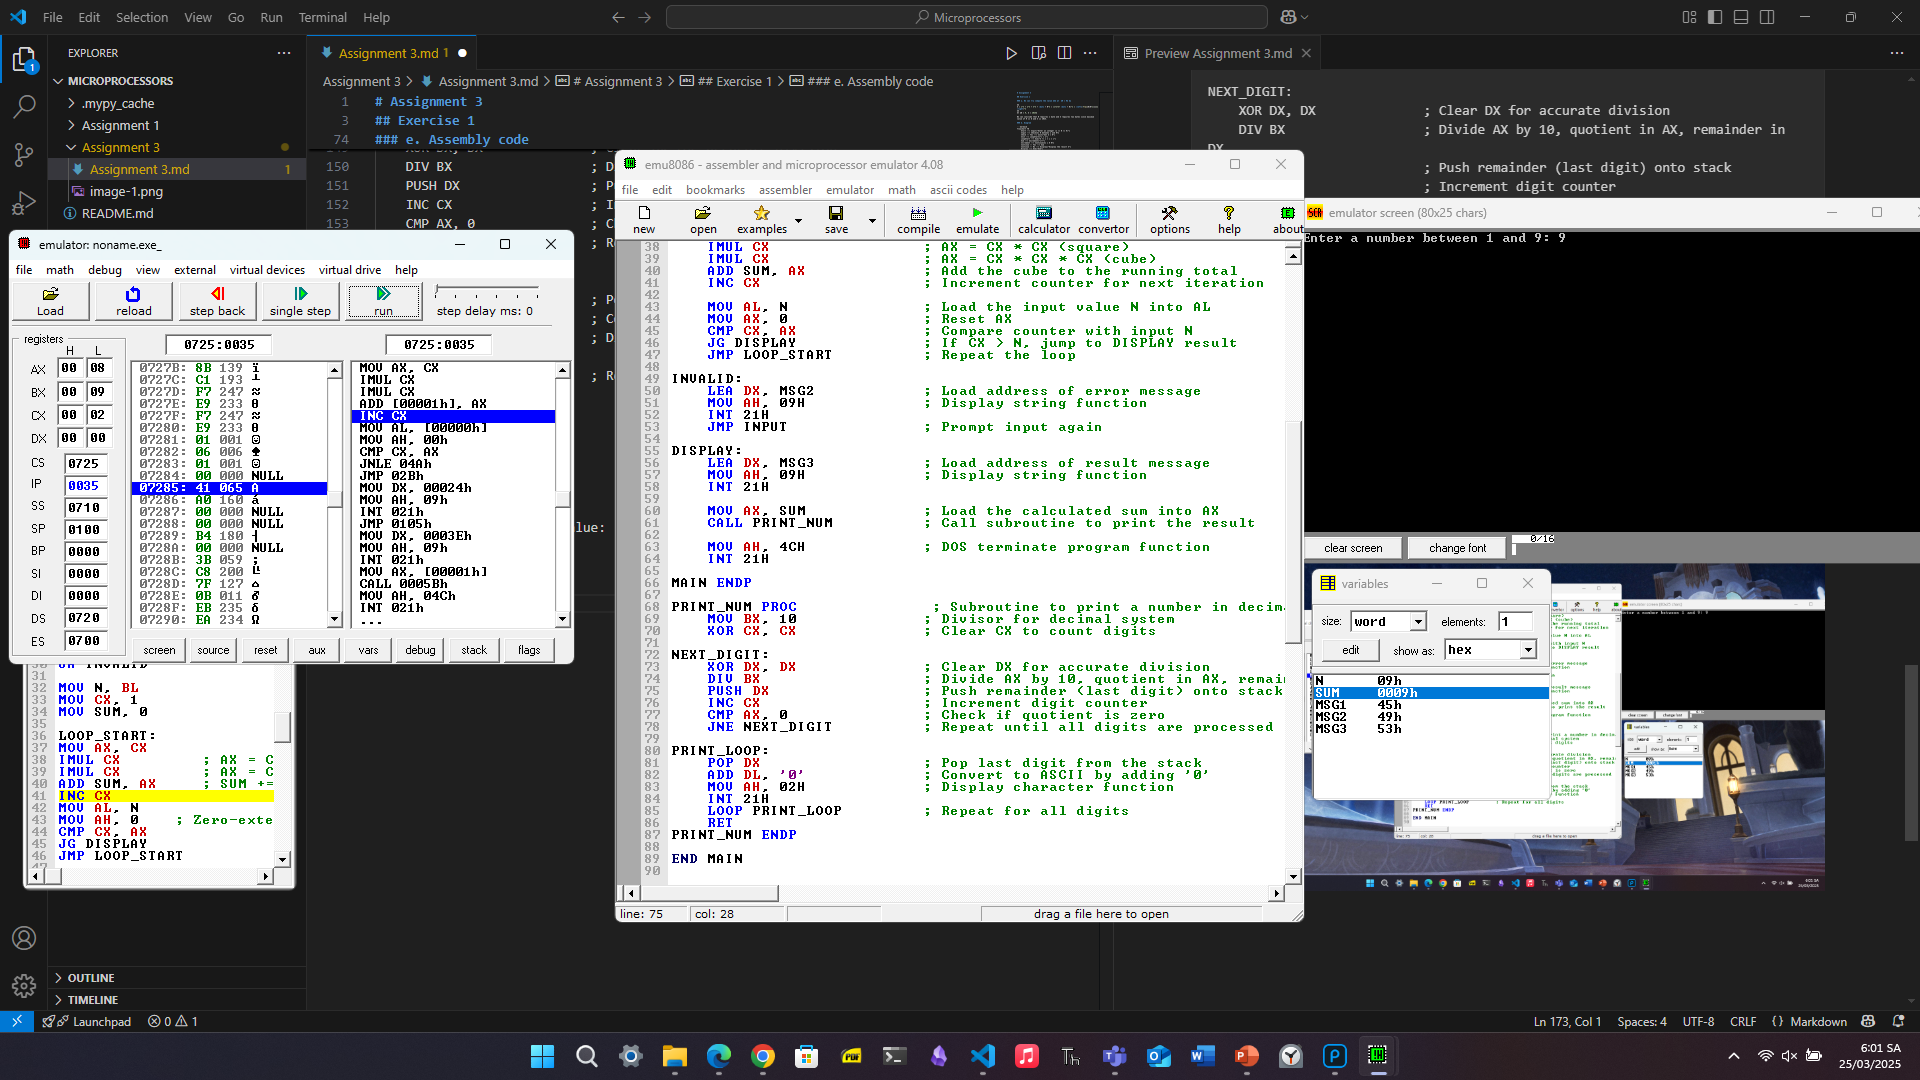 File Edit Selection View Go Run Terminal Help
Microprocessors
EXPLORER
MICROPROCESSORS
.mypy_cache
Assignment 1
Assignment 3
Assignment 3.md 1
image-1.png
README.md
OUTLINE
TIMELINE
Launchpad 0 1
Assignment 3.md 1
Assignment 3 > Assignment 3.md > # Assignment 3 > ## Exercise 1 > ### e. Assembly code
1 # Assignment 3
3 ## Exercise 1
74 ### e. Assembly code
150 DIV BX
151 PUSH DX
152 INC CX
153 CMP AX, 0
lue:
Preview Assignment 3.md
NEXT_DIGIT:
XOR DX, DX ; Clear DX for accurate division
DIV BX ; Divide AX by 10, quotient in AX, remainder in
DX
; Push remainder (last digit) onto stack
; Increment digit counter
emulator: noname.exe_
file math debug view external virtual devices virtual drive help
Load reload step back single step run step delay ms: 0
registers
H L
0725:0035 0725:0035
AX 00 08
BX 00 09
CX 00 02
DX 00 00
CS 0725
IP 0035
SS 0710
SP 0100
BP 0000
SI 0000
DI 0000
DS 0720
ES 0700
0727B: 8B 139 ï
0727C: C1 193 ┴
0727D: F7 247 ≈
0727E: E9 233 θ
0727F: F7 247 ≈
07280: E9 233 θ
07281: 01 001 ☺
07282: 06 006 ♠
07283: 01 001 ☺
07284: 00 000 NULL
07285: 41 065 A
07286: A0 160 á
07287: 00 000 NULL
07288: 00 000 NULL
07289: B4 180 ┤
0728A: 00 000 NULL
0728B: 3B 059 ;
0728C: C8 200 ╚
0728D: 7F 127 ⌂
0728E: 0B 011 ♂
0728F: EB 235 δ
07290: EA 234 Ω
MOV AX, CX
IMUL CX
IMUL CX
ADD [00001h], AX
INC CX
MOV AL, [00000h]
MOV AH, 00h
CMP CX, AX
JNLE 04Ah
JMP 02Bh
MOV DX, 00024h
MOV AH, 09h
INT 021h
JMP 0105h
MOV DX, 0003Eh
MOV AH, 09h
INT 021h
MOV AX, [00001h]
CALL 0005Bh
MOV AH, 04Ch
INT 021h
...
screen source reset aux vars debug stack flags
31
32 MOV N, BL
33 MOV CX, 1
34 MOV SUM, 0
35
36 LOOP_START:
37 MOV AX, CX
38 IMUL CX ; AX = C
39 IMUL CX ; AX = C
40 ADD SUM, AX ; SUM +=
41 INC CX
42 MOV AL, N
43 MOV AH, 0 ; Zero-exte
44 CMP CX, AX
45 JG DISPLAY
46 JMP LOOP_START
emu8086 - assembler and microprocessor emulator 4.08
file edit bookmarks assembler emulator math ascii codes help
new open examples save compile emulate calculator convertor options help about
38 IMUL CX ; AX = CX * CX (square)
39 IMUL CX ; AX = CX * CX * CX (cube)
40 ADD SUM, AX ; Add the cube to the running total
41 INC CX ; Increment counter for next iteration
42
43 MOV AL, N ; Load the input value N into AL
44 MOV AX, 0 ; Reset AX
45 CMP CX, AX ; Compare counter with input N
46 JG DISPLAY ; If CX > N, jump to DISPLAY result
47 JMP LOOP_START ; Repeat the loop
48
49 INVALID:
50 LEA DX, MSG2 ; Load address of error message
51 MOV AH, 09H ; Display string function
52 INT 21H
53 JMP INPUT ; Prompt input again
54
55 DISPLAY:
56 LEA DX, MSG3 ; Load address of result message
57 MOV AH, 09H ; Display string function
58 INT 21H
59
60 MOV AX, SUM ; Load the calculated sum into AX
61 CALL PRINT_NUM ; Call subroutine to print the result
62
63 MOV AH, 4CH ; DOS terminate program function
64 INT 21H
65
66 MAIN ENDP
67
68 PRINT_NUM PROC ; Subroutine to print a number in decim
69 MOV BX, 10 ; Divisor for decimal system
70 XOR CX, CX ; Clear CX to count digits
71
72 NEXT_DIGIT:
73 XOR DX, DX ; Clear DX for accurate division
74 DIV BX ; Divide AX by 10, quotient in AX, remai
75 PUSH DX ; Push remainder (last digit) onto stack
76 INC CX ; Increment digit counter
77 CMP AX, 0 ; Check if quotient is zero
78 JNE NEXT_DIGIT ; Repeat until all digits are processed
79
80 PRINT_LOOP:
81 POP DX ; Pop last digit from the stack
82 ADD DL, '0' ; Convert to ASCII by adding '0'
83 MOV AH, 02H ; Display character function
84 INT 21H
85 LOOP PRINT_LOOP ; Repeat for all digits
86 RET
87 PRINT_NUM ENDP
88
89 END MAIN
90
line: 75 col: 28 drag a file here to open
emulator screen (80x25 chars)
Enter a number between 1 and 9: 9
clear screen change font 0/16
variables
size: word elements: 1
edit show as: hex
N 09h
SUM 0009h
MSG1 45h
MSG2 49h
MSG3 53h
Ln 173, Col 1 Spaces: 4 UTF-8 CRLF {} Markdown
6:01 SA
25/03/2025